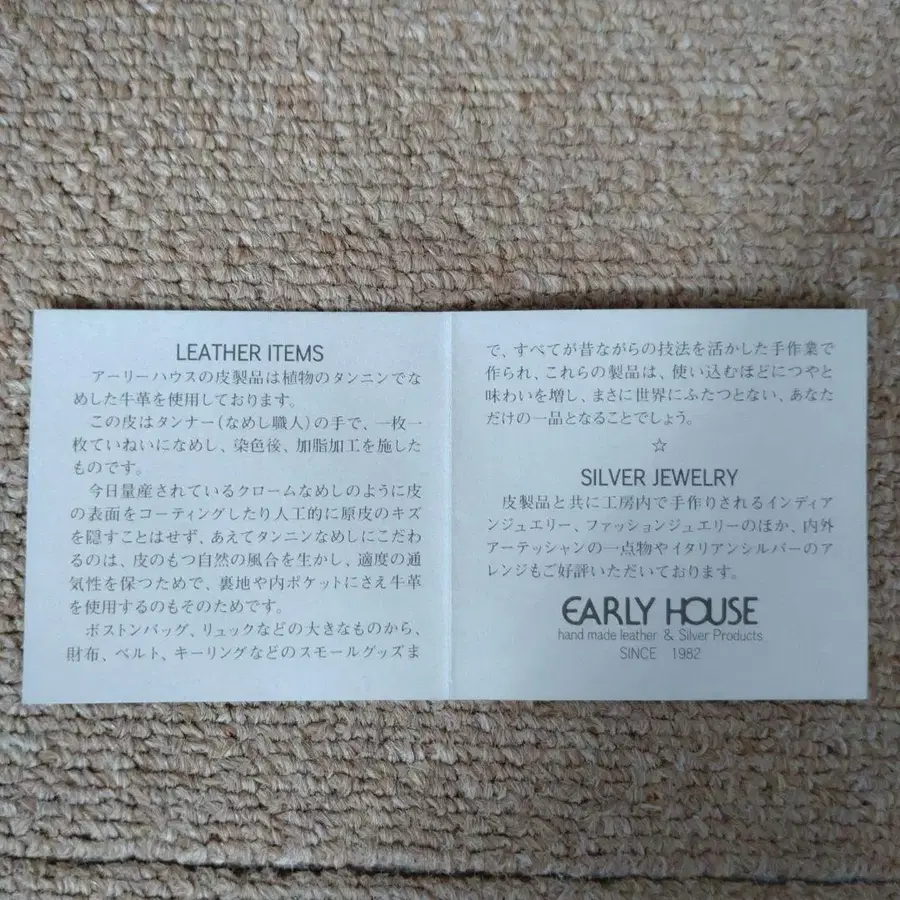 LEATHER ITEMS
アーリーハウスの皮製品は植物のタンニンでな
めした牛革を使用しております。
この皮はタンナー(なめし職人)の手で、一枚一
枚ていねいになめし、染色後、加脂加工を施した
ものです。
今日量産されているクロームなめしのように皮
の表面をコーティングしたり人工的に原皮のキズ
を隠すことはせず、あえてタンニンなめしにこだわ
るのは、皮のもつ自然の風合を生かし、適度の通
気性を保つためで、裏地や内ポケットにさえ牛革
を使用するのもそのためです。
ボストンバッグ、リュックなどの大きなものから、
財布、ベルト、キーリングなどのスモールグッズま
で、すべてが昔ながらの技法を活かした手作業で
作られ、これらの製品は、使い込むほどにつやと
味わいを増し、まさに世界にふたつとない、あなた
だけの一品となることでしょう。
☆
SILVER JEWELRY
皮製品と共に工房内で手作りされるインディア
ンジュエリー、ファッションジュエリーのほか、内外
アーテッシャンの一点物やイタリアンシルバーのア
レンジもご好評いただいております。
EARLY HOUSE
hand made leather & Silver Products
SINCE 1982